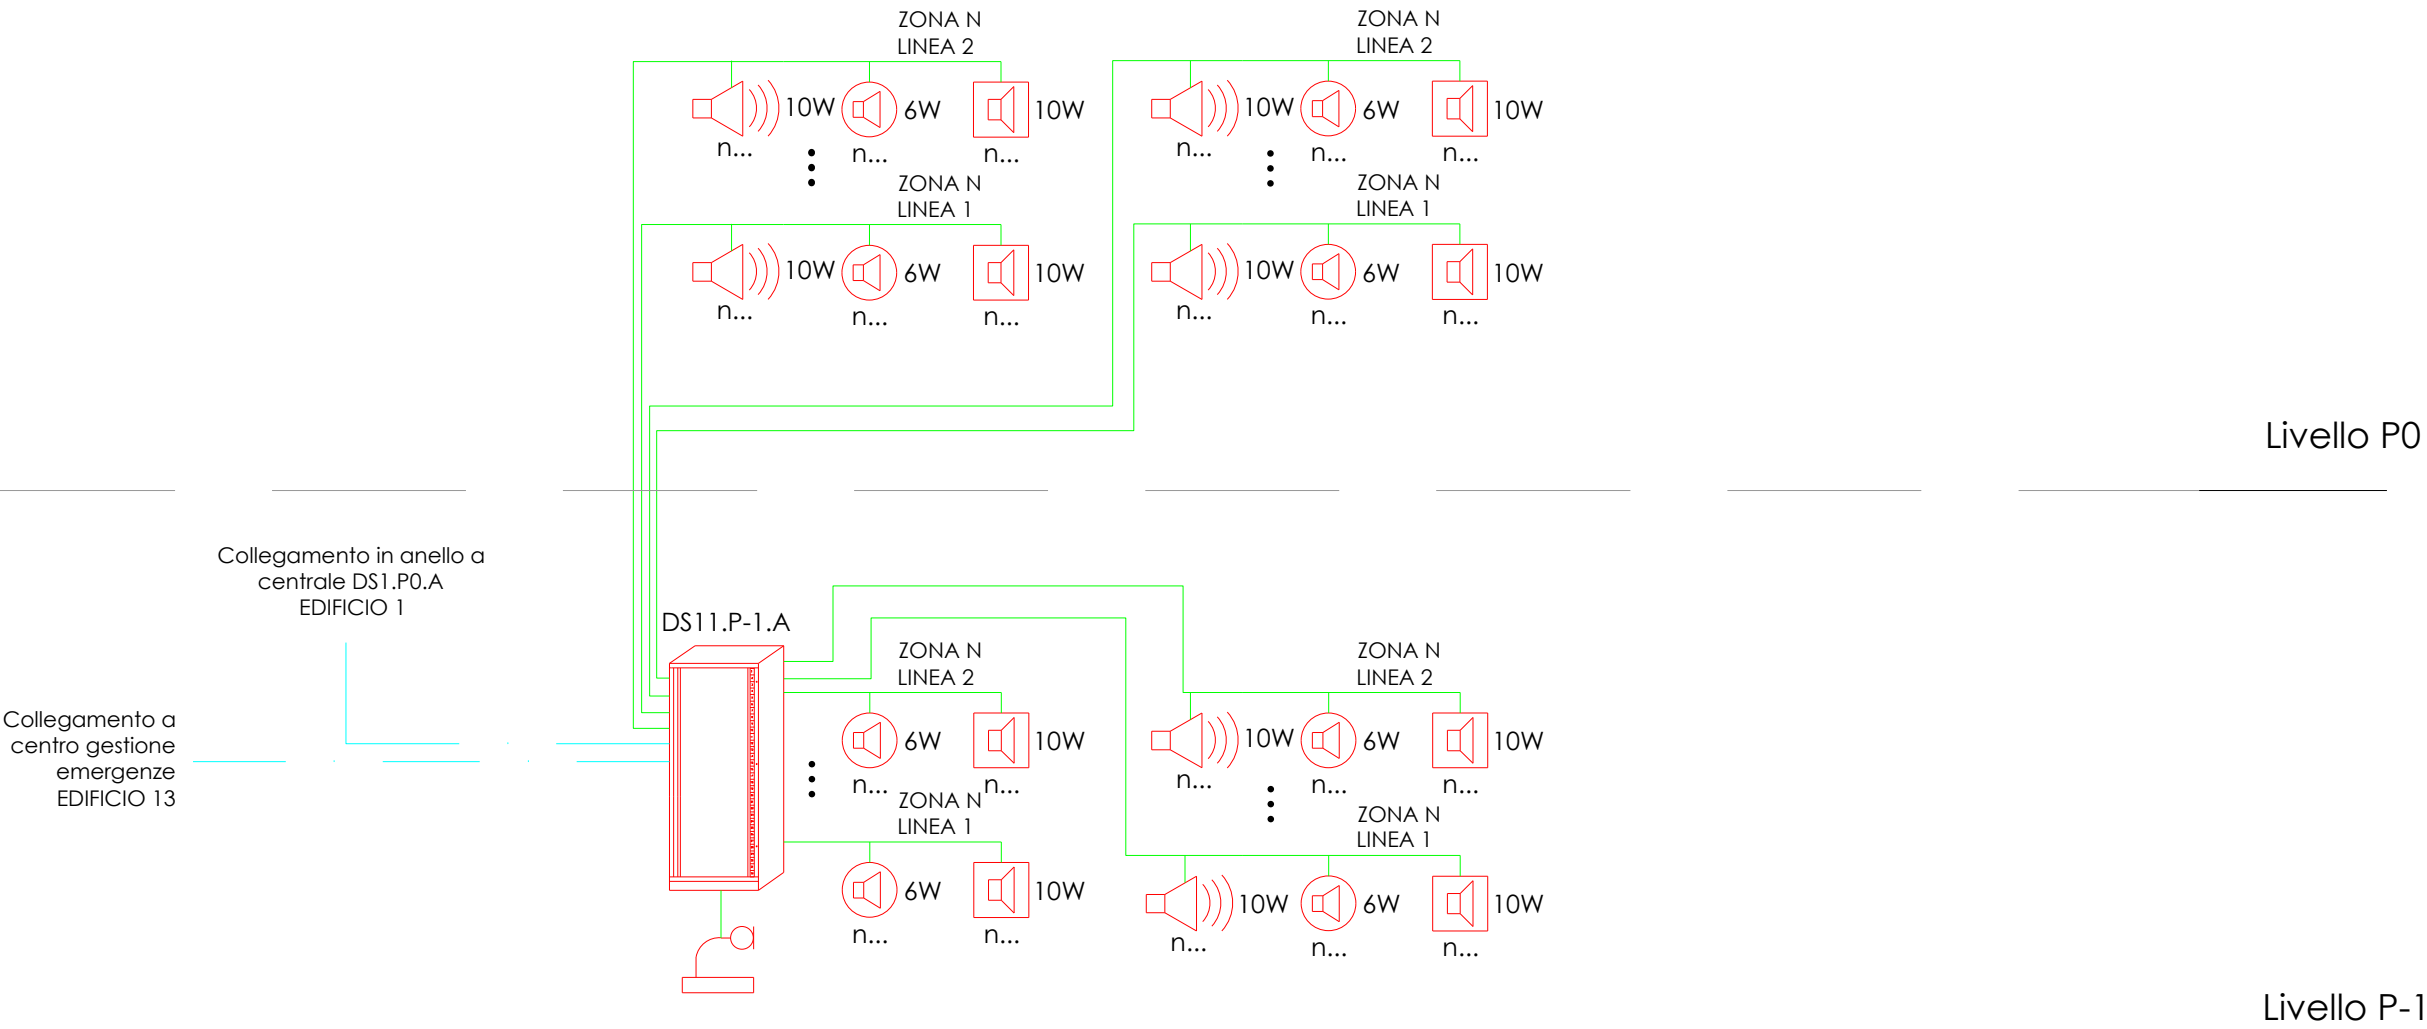 ZONA N
LINEA 2
10W
6W
10W
n...
n...
n...
ZONA N
LINEA 1
10W
6W
10W
n...
n...
n...
ZONA N
LINEA 2
10W
6W
10W
n...
n...
n...
ZONA N
LINEA 1
10W
6W
10W
n...
n...
n...
Livello P0
Collegamento in anello a
centrale DS1.P0.A
EDIFICIO 1
Collegamento a
centro gestione
emergenze
EDIFICIO 13
DS11.P-1.A
ZONA N
LINEA 2
6W
10W
n...
n...
ZONA N
LINEA 1
6W
10W
n...
n...
ZONA N
LINEA 2
10W
6W
10W
n...
n...
n...
ZONA N
LINEA 1
10W
6W
10W
n...
n...
n...
Livello P-1